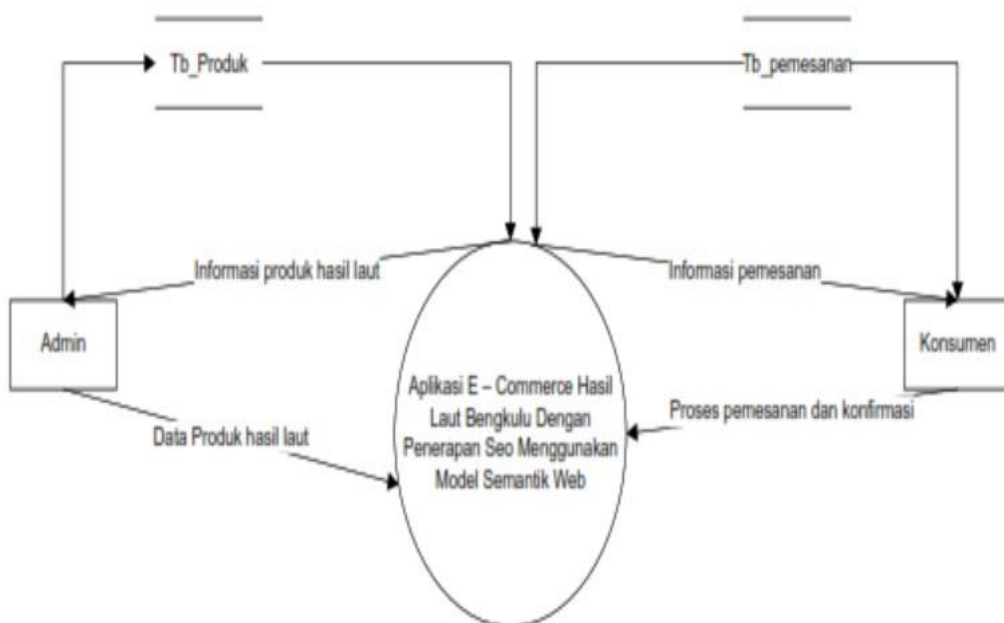 Tb_Produk
Tb_pemesanan
Informasi produk hasil laut
Informasi pemesanan
Admin
Konsumen
Aplikasi E – Commerce Hasil
Laut Bengkulu Dengan
Penerapan Seo Menggunakan
Model Semantik Web
Proses pemesanan dan konfirmasi
Data Produk hasil laut